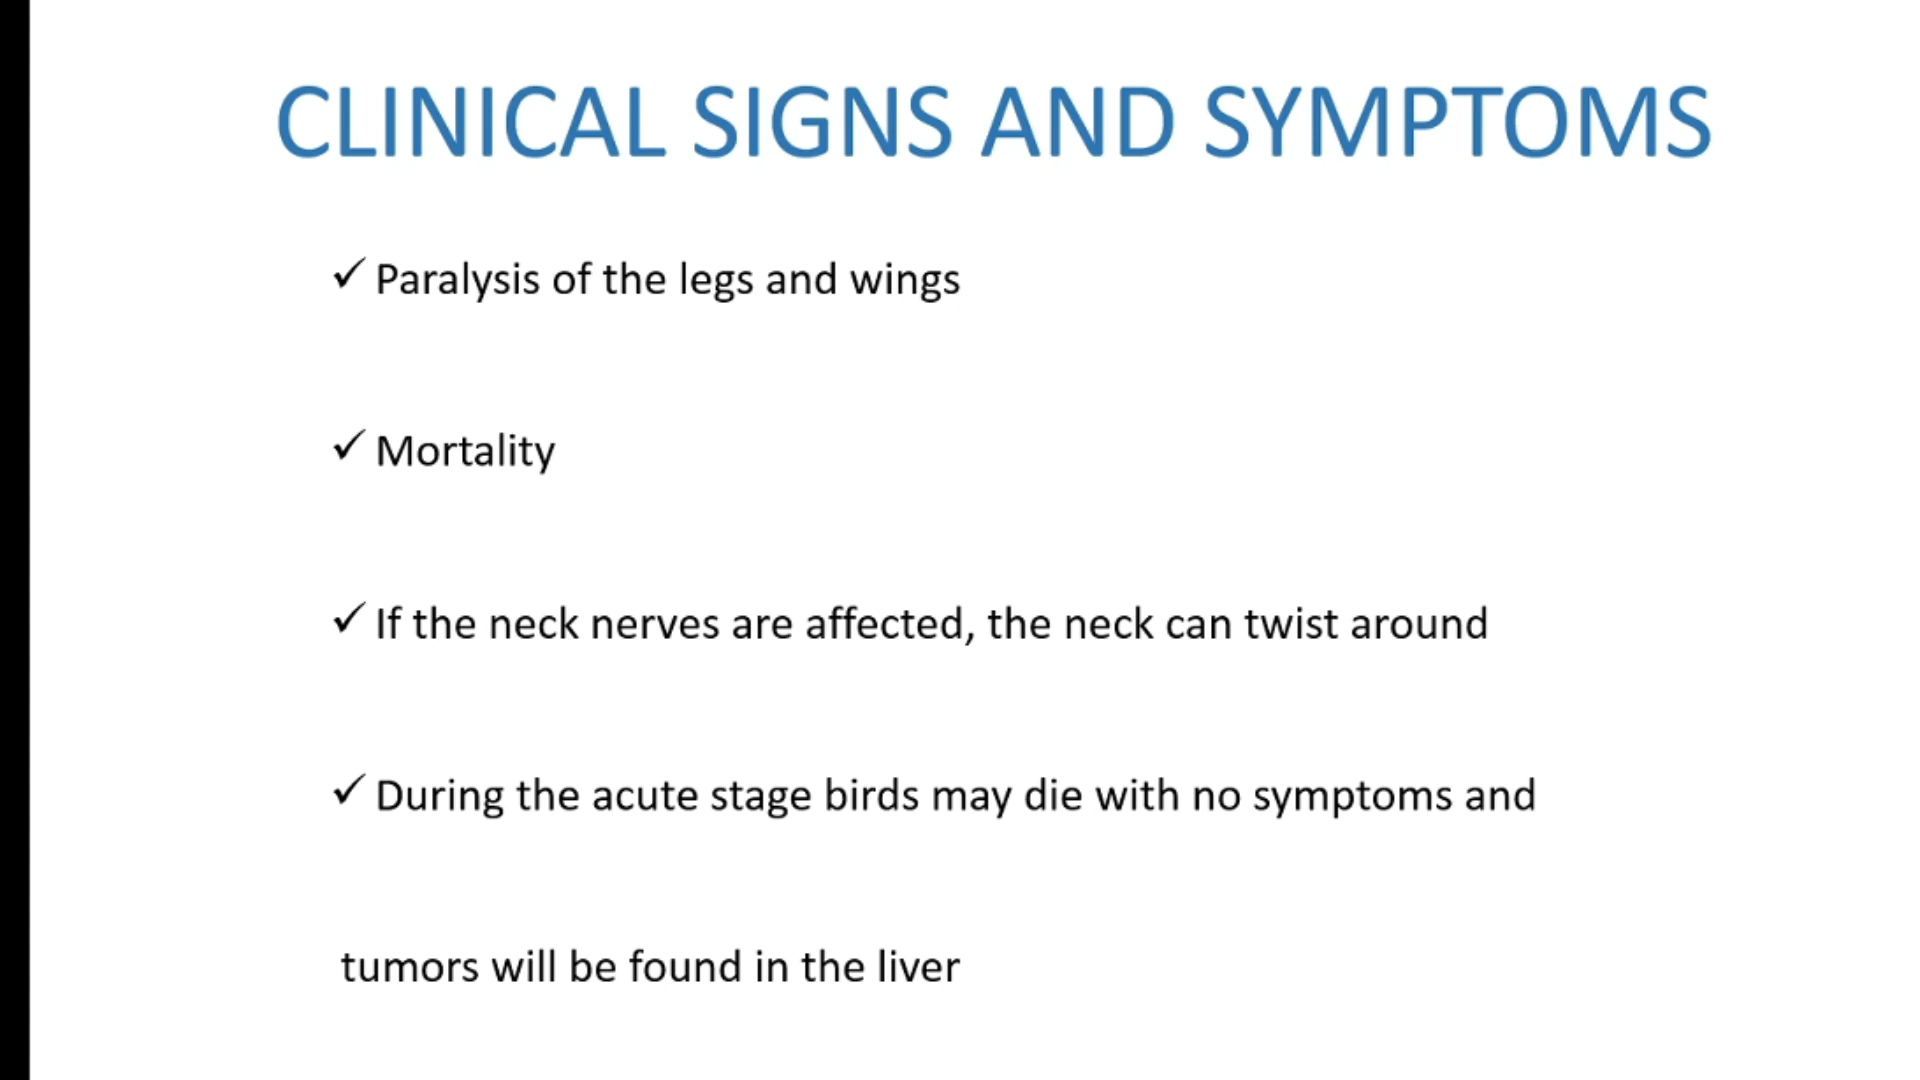 CLINICAL SIGNS AND SYMPTOMS
✓ Paralysis of the legs and wings
✓ Mortality
✓ If the neck nerves are affected, the neck can twist around
✓ During the acute stage birds may die with no symptoms and
tumors will be found in the liver